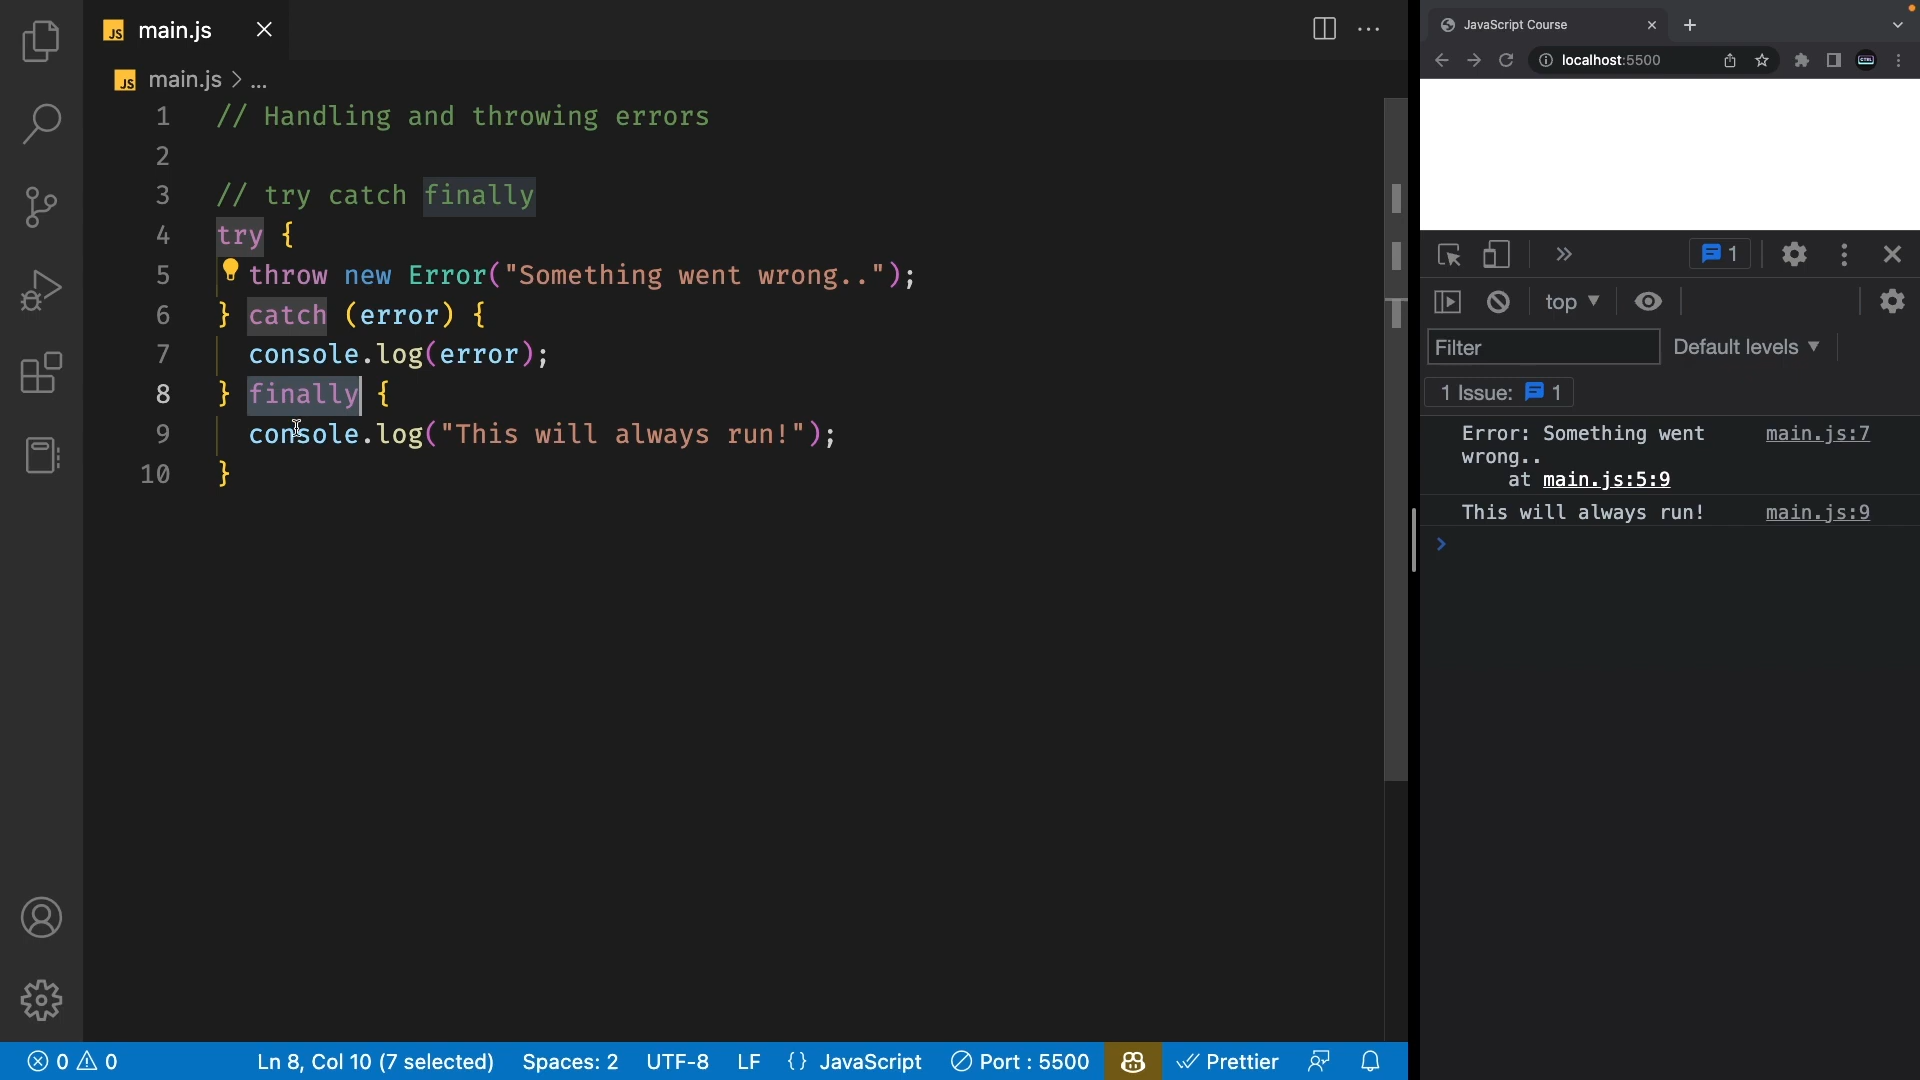 main.js
JavaScript Course
localhost:5500
main.js > ...
1 // Handling and throwing errors
2
3 // try catch finally
4 try {
5 throw new Error("Something went wrong..");
6 } catch (error) {
7 console.log(error);
8 } finally {
9 console.log("This will always run!");
10 }
1
top
Filter
Default levels
1 Issue: 1
Error: Something went main.js:7
wrong..
at main.js:5:9
This will always run! main.js:9
0 0 Ln 8, Col 10 (7 selected) Spaces: 2 UTF-8 LF {} JavaScript Port : 5500 Prettier